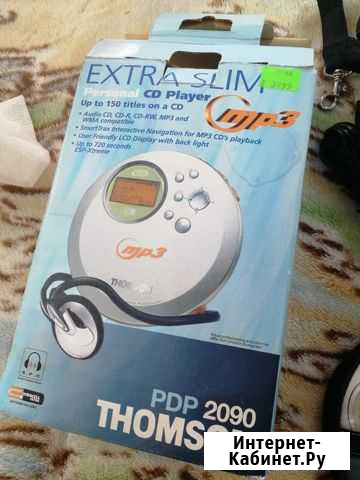 EXTRA SLIM
Personal CD Player
Up to 150 titles on a CD
mp3
• Audio CD, CD-R, CD-RW, MP3 and
WMA compatible
• SmartTrax Interactive Navigation for MP3 CD's playback
• User Friendly LCD Display with back light
• Up to 720 seconds
ESP-Xtreme
mp3
THOMSON
PDP 2090
THOMSO
Интернет-
Кабинет.Ру